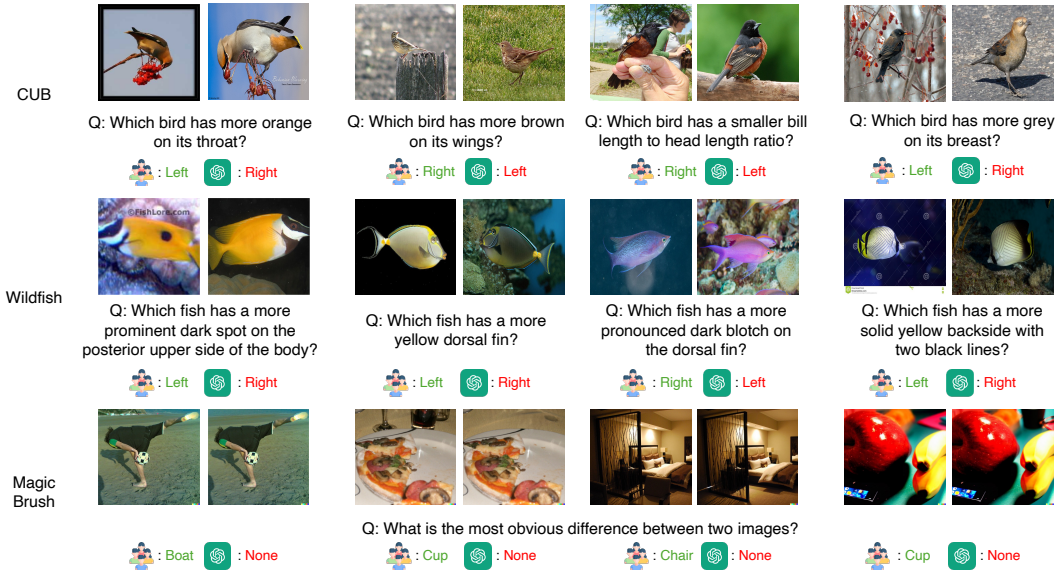 CUB
Q: Which bird has more orange
on its throat?
: Left : Right
Q: Which bird has more brown
on its wings?
: Right : Left
Q: Which bird has a smaller bill
length to head length ratio?
: Right : Left
Q: Which bird has more grey
on its breast?
: Left : Right
©FishLore.com
Wildfish
Q: Which fish has a more
prominent dark spot on the
posterior upper side of the body?
: Left : Right
Q: Which fish has a more
yellow dorsal fin?
: Left : Right
Q: Which fish has a more
pronounced dark blotch on
the dorsal fin?
: Right : Left
Q: Which fish has a more
solid yellow backside with
two black lines?
: Left : Right
Magic
Brush
Q: What is the most obvious difference between two images?
: Boat : None
: Cup : None
: Chair : None
: Cup : None